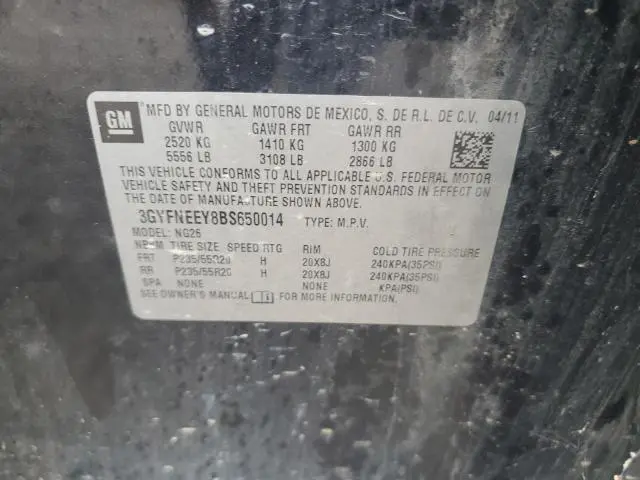 GM MFD BY GENERAL MOTORS DE MEXICO, S. DE R.L. DE C.V. 04/11
GVWR GAWR FRT GAWR RR
2520 KG 1410 KG 1300 KG
5556 LB 3108 LB 2866 LB
THIS VEHICLE CONFORMS TO ALL APPLICABLE U.S. FEDERAL MOTOR
VEHICLE SAFETY AND THEFT PREVENTION STANDARDS IN EFFECT ON
THE DATE OF MANUFACTURE SHOWN ABOVE.
3GYFNEEY8BS650014 TYPE: M.P.V.
MODEL: NG26
TIRE SIZE SPEED RTG RIM COLD TIRE PRESSURE
FRT P235/55R20 H 20X8J 240KPA(35PSI)
RR P235/55R20 H 20X8J 240KPA(35PSI)
SPA NONE NONE KPA(PSI)
SEE OWNER'S MANUAL FOR MORE INFORMATION.